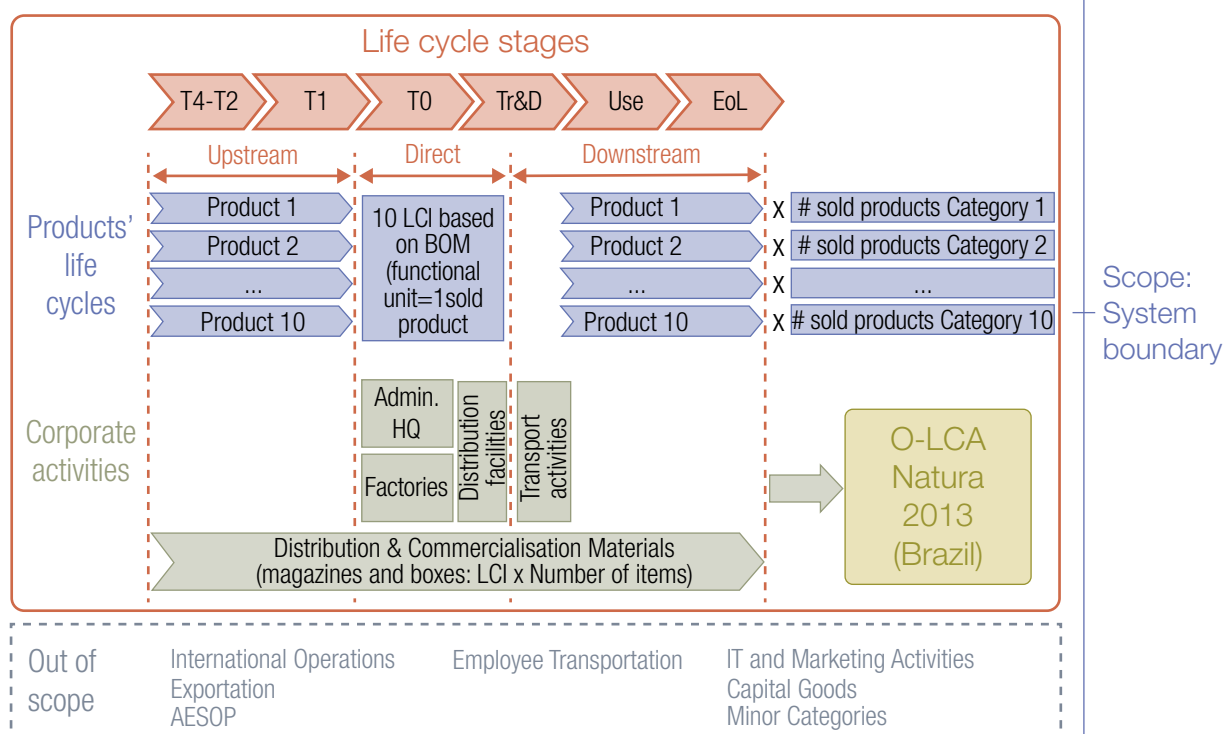 Life cycle stages
T4-T2
T1
T0
Tr&D
Use
EoL
Upstream
Direct
Downstream
Products'
life
cycles
Product 1
Product 2
...
Product 10
10 LCI based
on BOM
(functional
unit=1sold
product
Product 1
Product 2
...
Product 10
x # sold products Category 1
x # sold products Category 2
x ...
x # sold products Category 10
Scope:
System
boundary
Corporate
activities
Admin.
HQ
Factories
Distribution
facilities
Transport
activities
Distribution & Commercialisation Materials
(magazines and boxes: LCI x Number of items)
O-LCA
Natura
2013
(Brazil)
Out of
scope
International Operations
Exportation
AESOP
Employee Transportation
IT and Marketing Activities
Capital Goods
Minor Categories